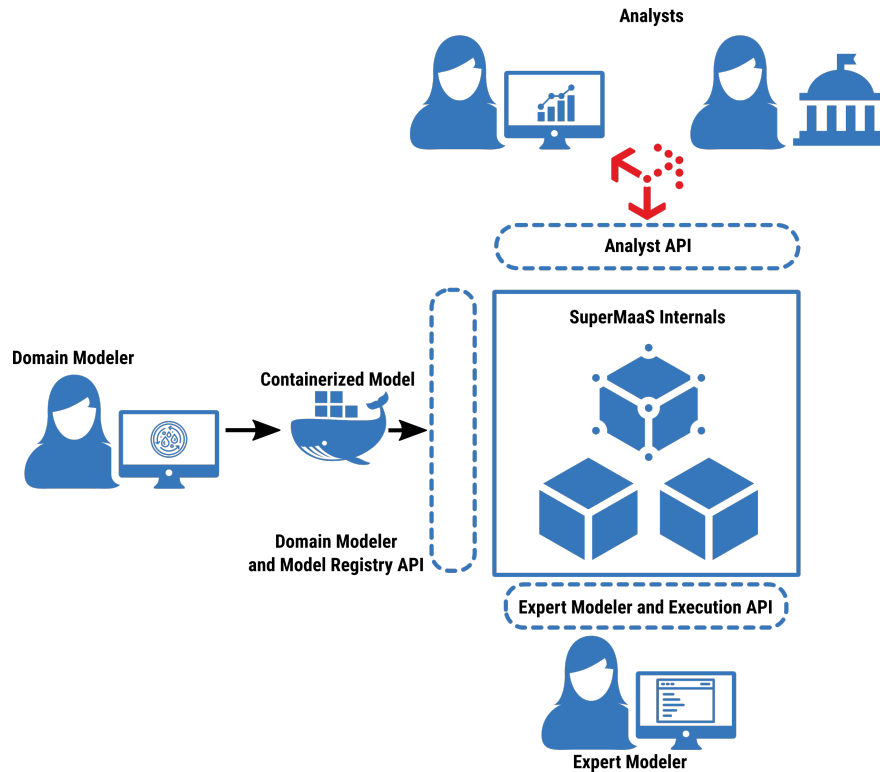 Analysts
Analyst API
SuperMaaS Internals
Domain Modeler
Containerized Model
Domain Modeler
and Model Registry API
Expert Modeler and Execution API
Expert Modeler